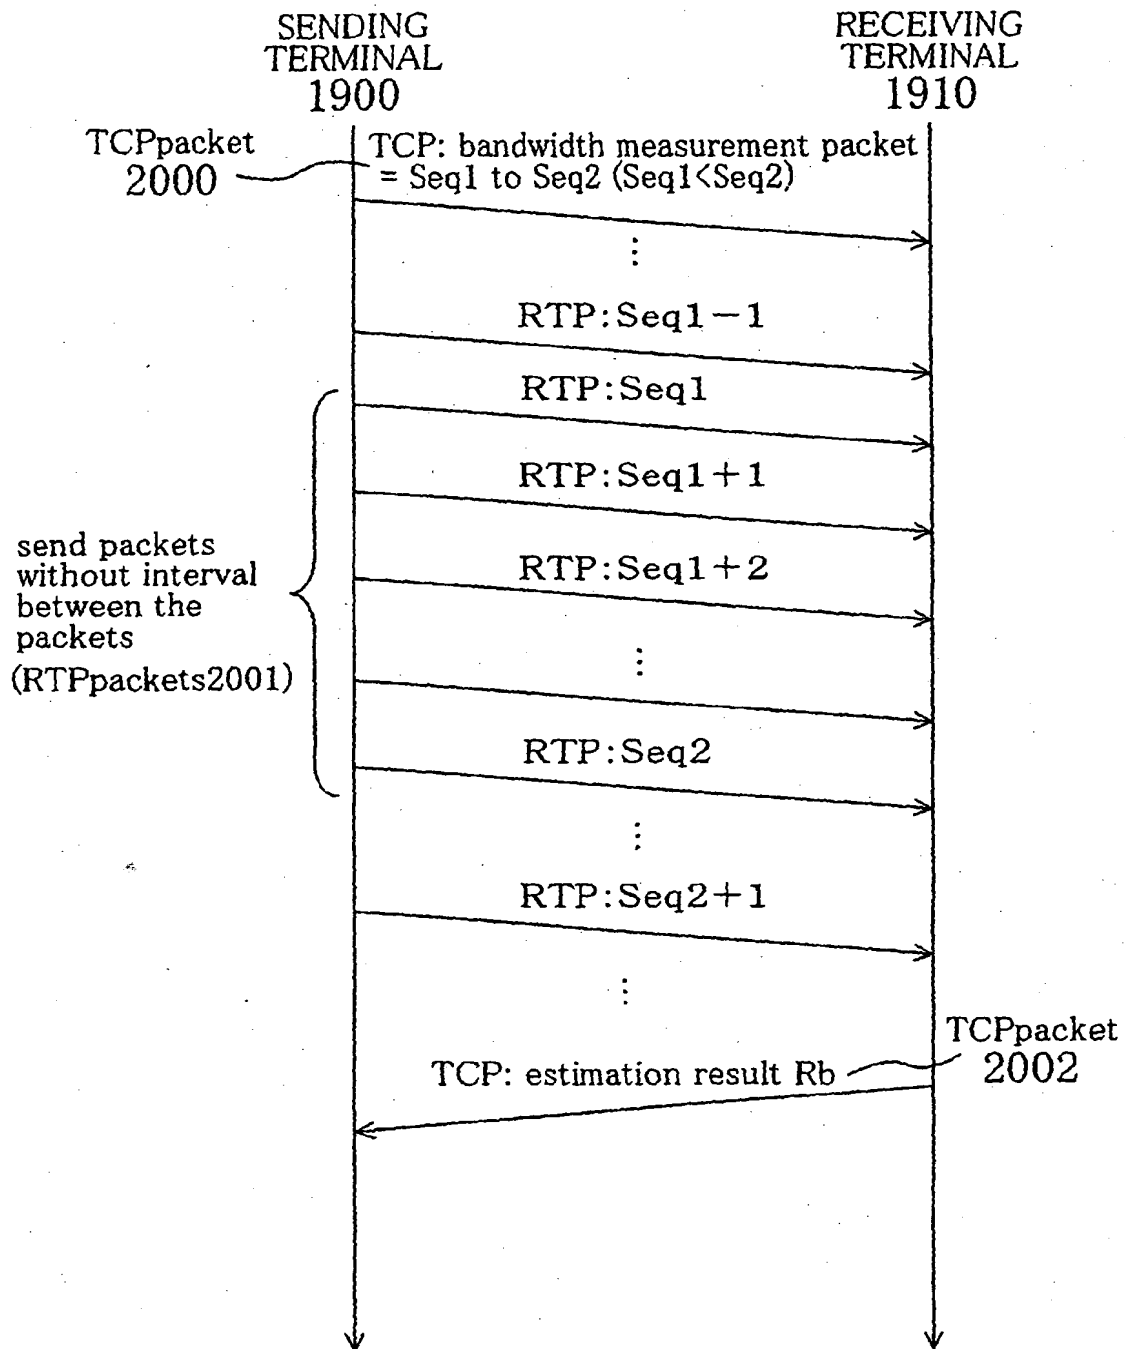 SENDING
TERMINAL
1900
RECEIVING
TERMINAL
1910
TCPpacket
2000
TCP: bandwidth measurement packet
= Seq1 to Seq2 (Seq1<Seq2)
⋮
RTP:Seq1−1
RTP:Seq1
RTP:Seq1+1
RTP:Seq1+2
send packets
without interval
between the
packets
(RTPpackets2001)
⋮
RTP:Seq2
⋮
RTP:Seq2+1
⋮
TCPpacket
2002
TCP: estimation result Rb